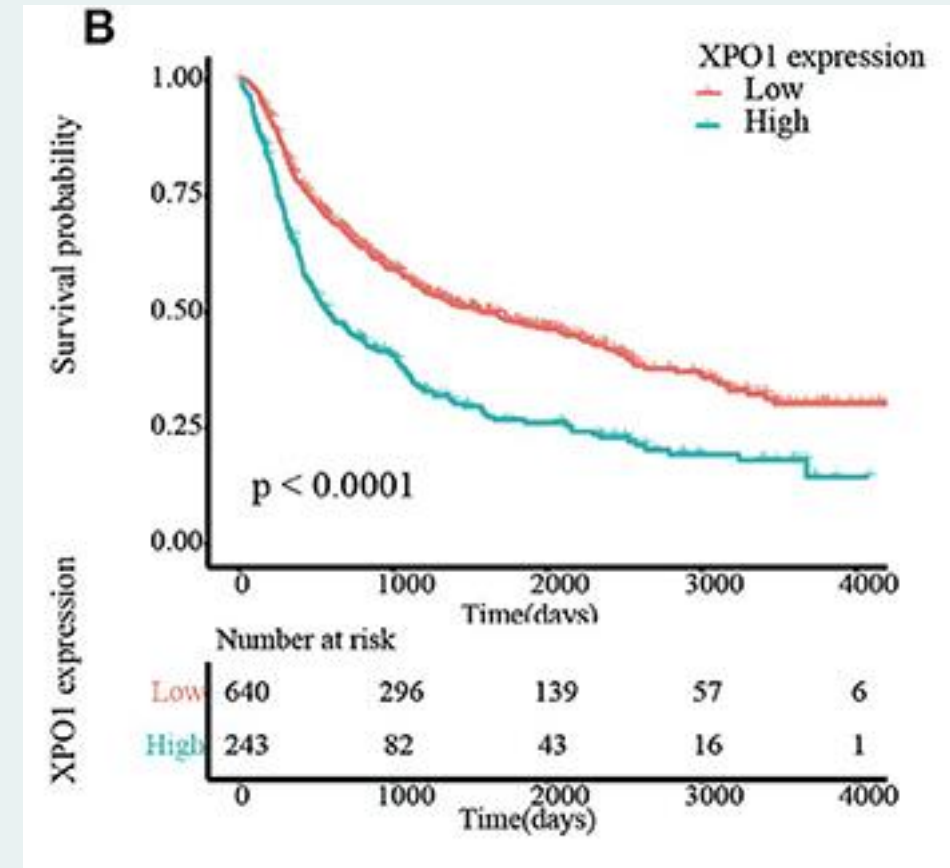 B
XPO1 expression
Low
High
Survival probability
1.00
0.75
0.50
0.25
0.00
p < 0.0001
0 1000 2000 3000 4000
Time(days)
Number at risk
XPO1 expression
Low 640 296 139 57 6
High 243 82 43 16 1
0 1000 2000 3000 4000
Time(days)